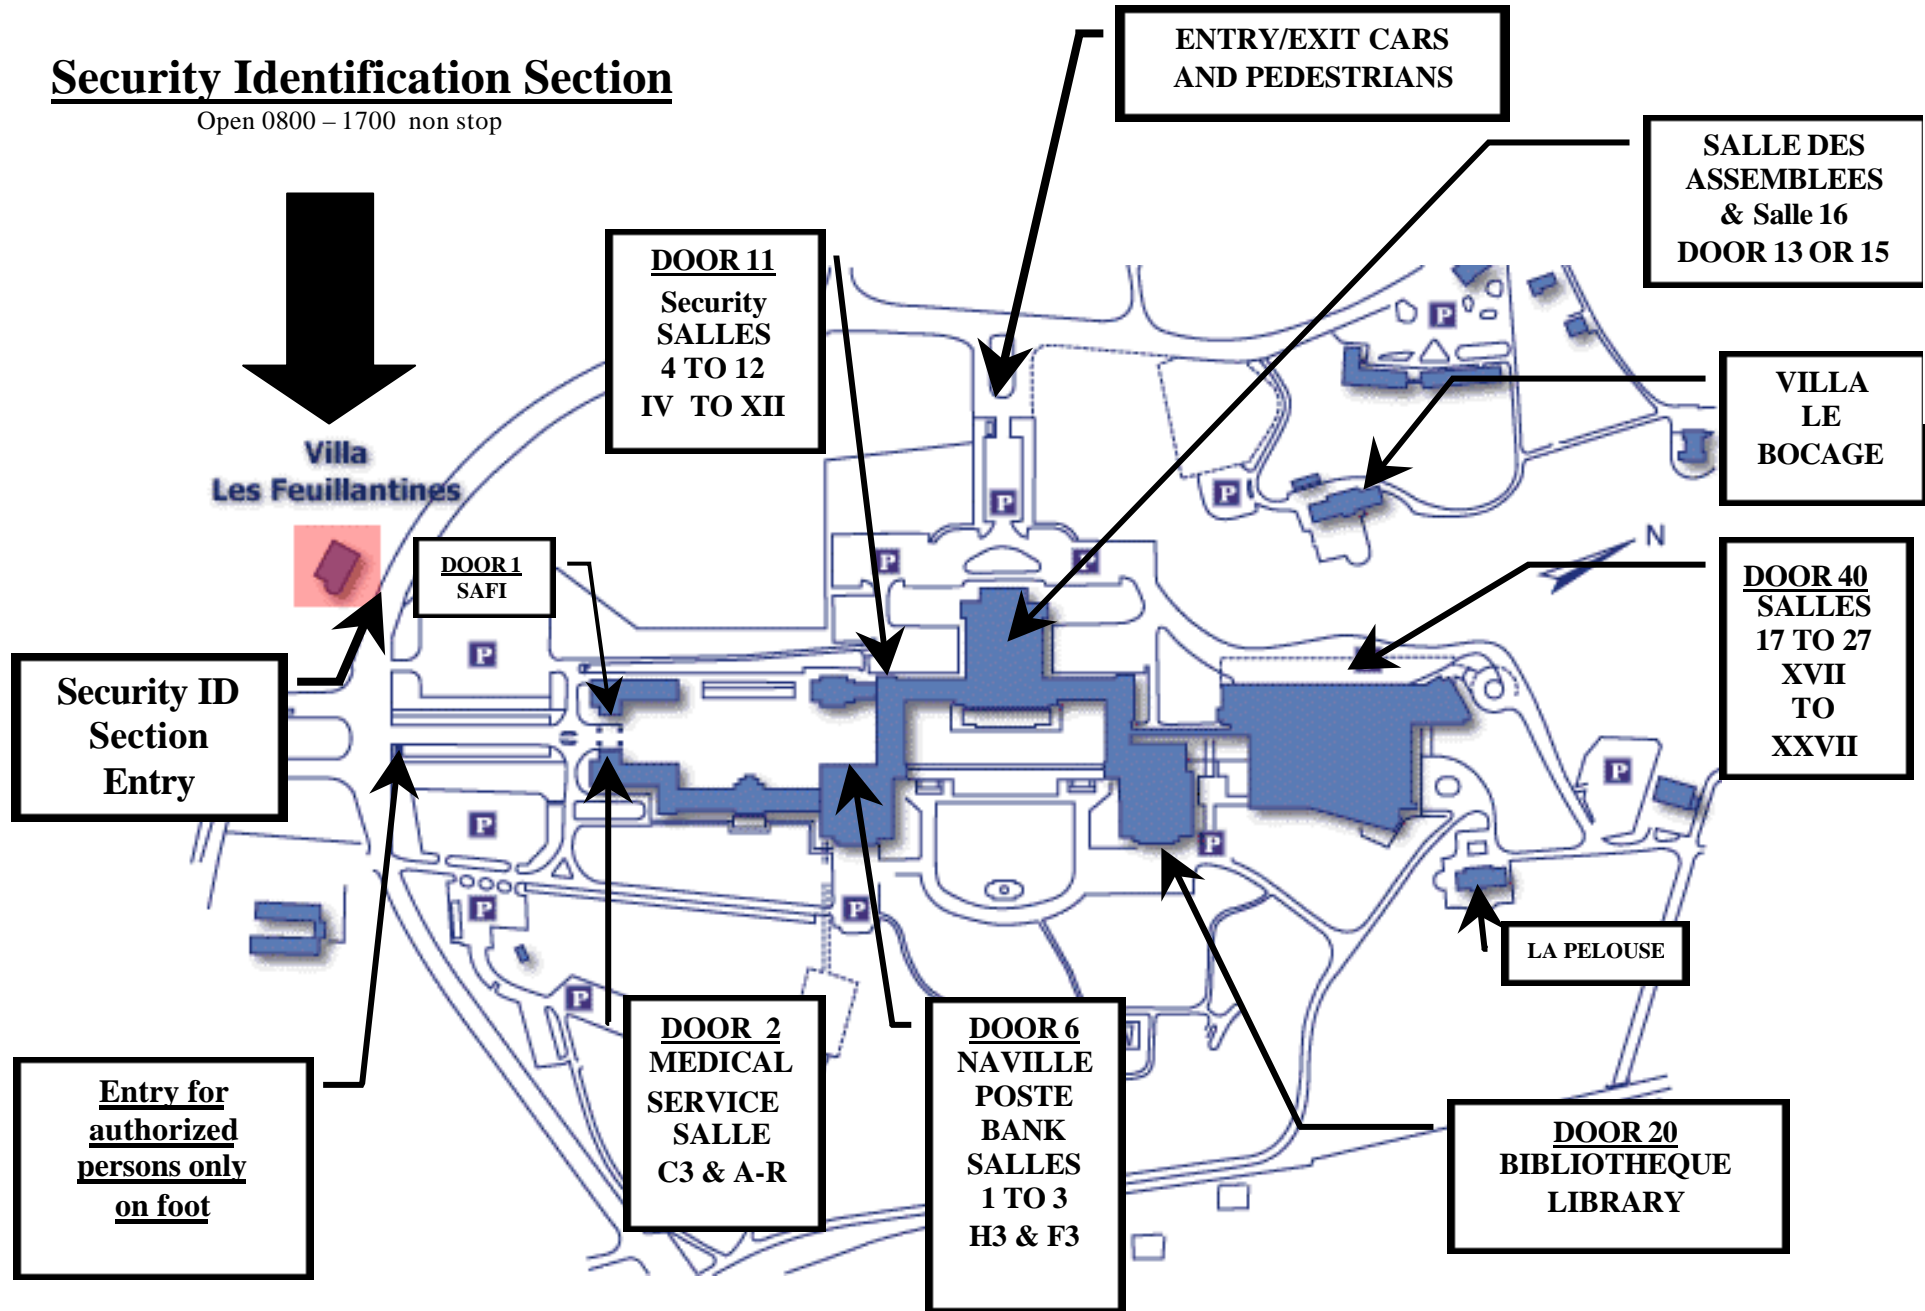 Security Identification Section
Open 0800 – 1700 non stop
ENTRY/EXIT CARS
AND PEDESTRIANS
SALLE DES
ASSEMBLEES
& Salle 16
DOOR 13 OR 15
DOOR 11
Security
SALLES
4 TO 12
IV TO XII
VILLA
LE
BOCAGE
Villa
Les Feuillantines
DOOR 1
SAFI
N
DOOR 40
SALLES
17 TO 27
XVII
TO
XXVII
Security ID
Section
Entry
P
P
P
P
P
P
P
P
P
P
P
P
LA PELOUSE
Entry for
authorized
persons only
on foot
DOOR 2
MEDICAL
SERVICE
SALLE
C3 & A-R
DOOR 6
NAVILLE
POSTE
BANK
SALLES
1 TO 3
H3 & F3
DOOR 20
BIBLIOTHEQUE
LIBRARY